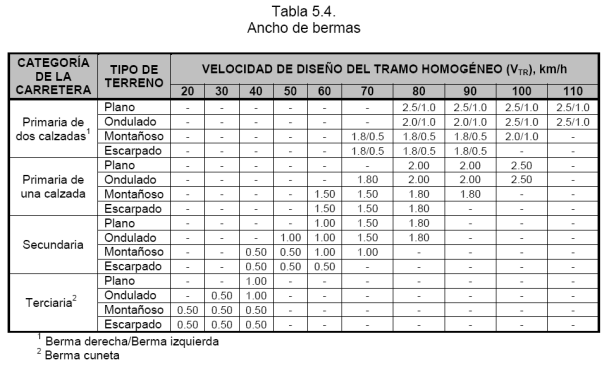 Tabla 5.4.
Ancho de bermas
CATEGORÍA DE LA CARRETERA TIPO DE TERRENO VELOCIDAD DE DISEÑO DEL TRAMO HOMOGÉNEO (VTR), km/h
20 30 40 50 60 70 80 90 100 110
Primaria de dos calzadas1
Plano - - - - - - 2.5/1.0 2.5/1.0 2.5/1.0 2.5/1.0
Ondulado - - - - - - 2.0/1.0 2.0/1.0 2.5/1.0 2.5/1.0
Montañoso - - - - - 1.8/0.5 1.8/0.5 1.8/0.5 2.0/1.0 -
Escarpado - - - - - 1.8/0.5 1.8/0.5 1.8/0.5 - -
Primaria de una calzada
Plano - - - - - - 2.00 2.00 2.50
Ondulado - - - - - 1.80 2.00 2.00 2.50 -
Montañoso - - - - 1.50 1.50 1.80 1.80 - -
Escarpado - - - - 1.50 1.50 1.80 - - -
Secundaria
Plano - - - - 1.00 1.50 1.80 - - -
Ondulado - - - 1.00 1.00 1.50 1.80 - - -
Montañoso - - 0.50 0.50 1.00 1.00 - - - -
Escarpado - - 0.50 0.50 0.50 - - - - -
Terciaria2
Plano - - 1.00 - - - - - - -
Ondulado - 0.50 1.00 - - - - - - -
Montañoso 0.50 0.50 0.50 - - - - - - -
Escarpado 0.50 0.50 0.50 - - - - - - -
1 Berma derecha/Berma izquierda
2 Berma cuneta